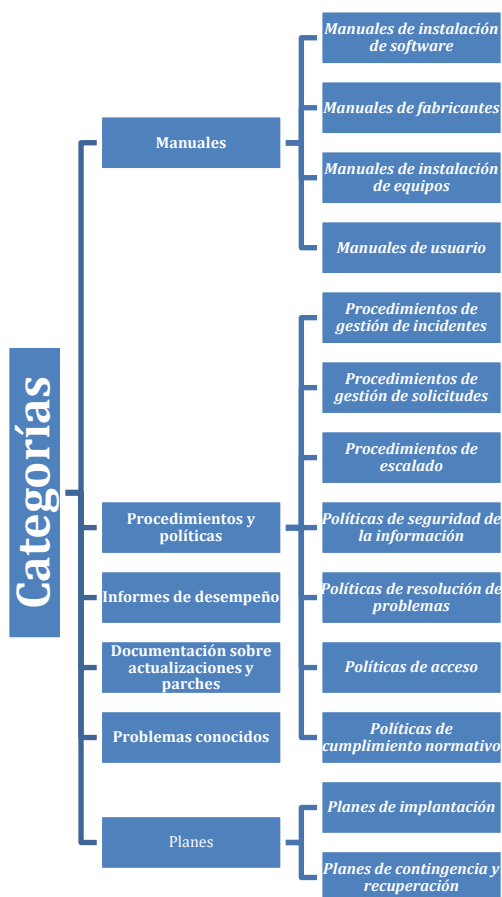 Categorías
Manuales
Manuales de instalación
de software
Manuales de fabricantes
Manuales de instalación
de equipos
Manuales de usuario
Procedimientos y
políticas
Procedimientos de
gestión de incidentes
Procedimientos de
gestión de solicitudes
Procedimientos de
escalado
Políticas de seguridad de
la información
Políticas de resolución de
problemas
Políticas de acceso
Políticas de
cumplimiento normativo
Informes de desempeño
Documentación sobre
actualizaciones y
parches
Problemas conocidos
Planes
Planes de implantación
Planes de contingencia y
recuperación